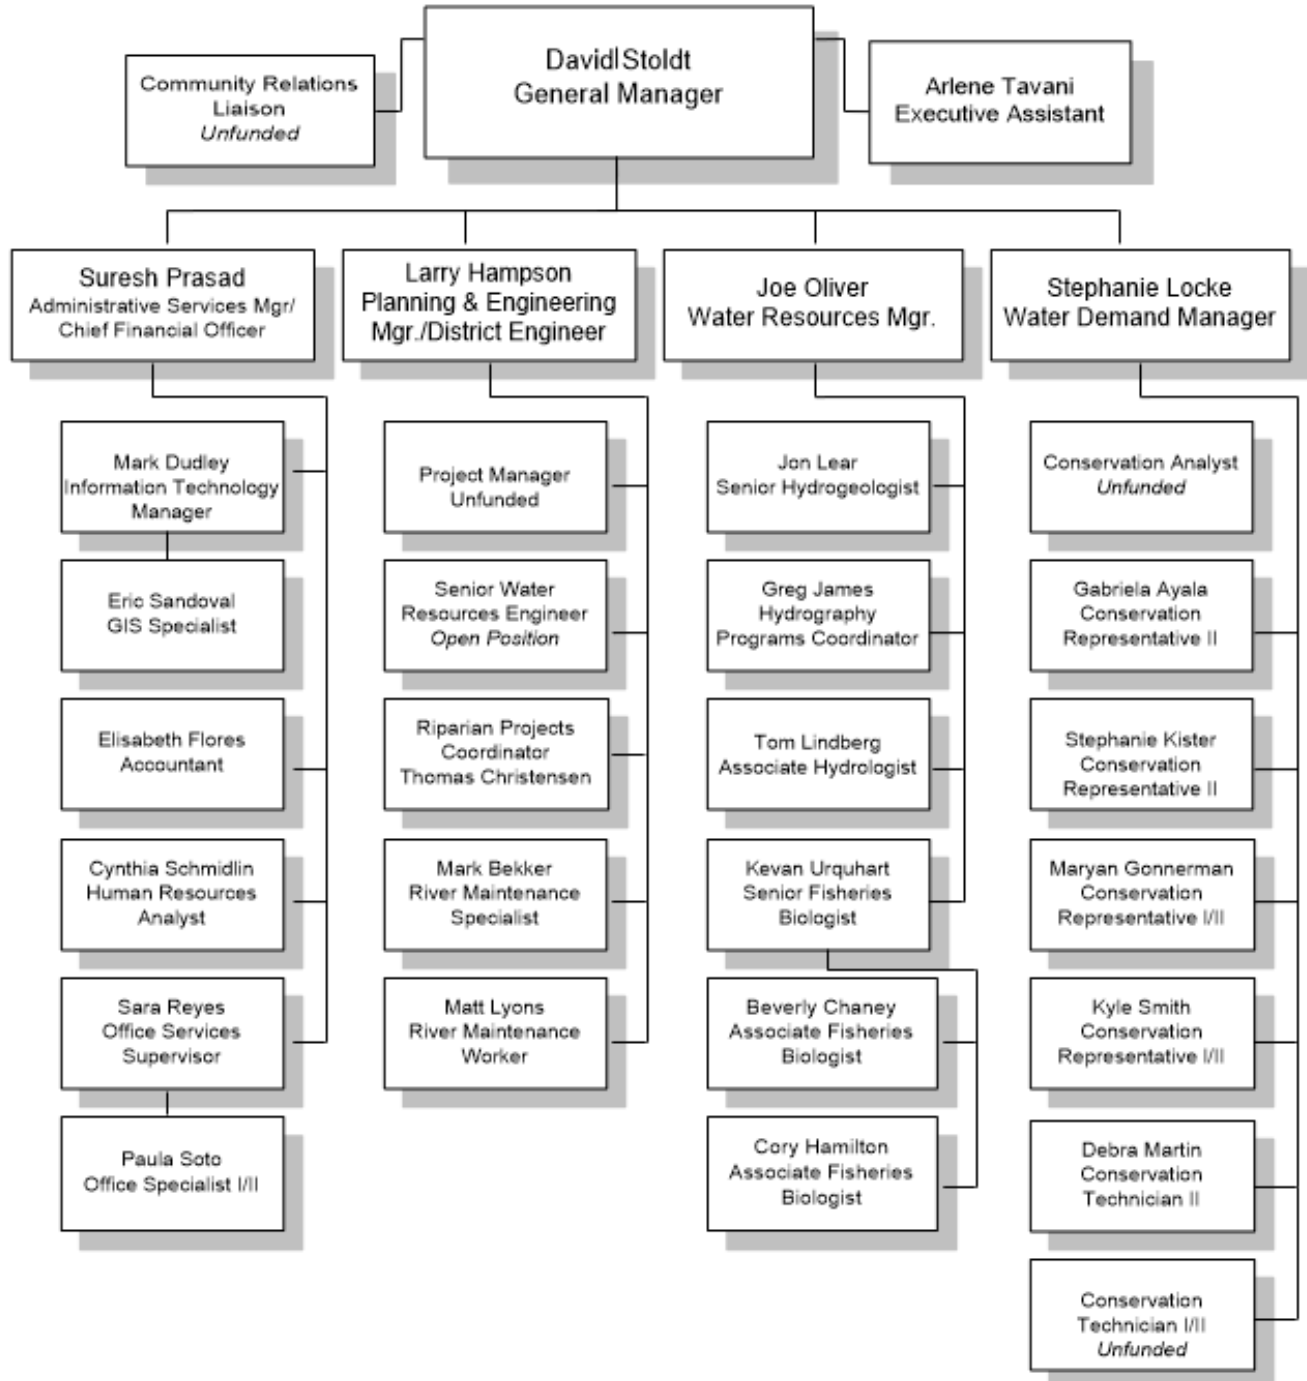 David Stoldt
General Manager
Community Relations
Liaison
Unfunded
Arlene Tavani
Executive Assistant
Suresh Prasad
Administrative Services Mgr/
Chief Financial Officer
Larry Hampson
Planning & Engineering
Mgr./District Engineer
Joe Oliver
Water Resources Mgr.
Stephanie Locke
Water Demand Manager
Mark Dudley
Information Technology
Manager
Eric Sandoval
GIS Specialist
Elisabeth Flores
Accountant
Cynthia Schmidlin
Human Resources
Analyst
Sara Reyes
Office Services
Supervisor
Paula Soto
Office Specialist I/II
Project Manager
Unfunded
Senior Water
Resources Engineer
Open Position
Riparian Projects
Coordinator
Thomas Christensen
Mark Bekker
River Maintenance
Specialist
Matt Lyons
River Maintenance
Worker
Jon Lear
Senior Hydrogeologist
Greg James
Hydrography
Programs Coordinator
Tom Lindberg
Associate Hydrologist
Kevan Urquhart
Senior Fisheries
Biologist
Beverly Chaney
Associate Fisheries
Biologist
Cory Hamilton
Associate Fisheries
Biologist
Conservation Analyst
Unfunded
Gabriela Ayala
Conservation
Representative II
Stephanie Kister
Conservation
Representative II
Maryan Gonnerman
Conservation
Representative I/II
Kyle Smith
Conservation
Representative I/II
Debra Martin
Conservation
Technician II
Conservation
Technician I/II
Unfunded